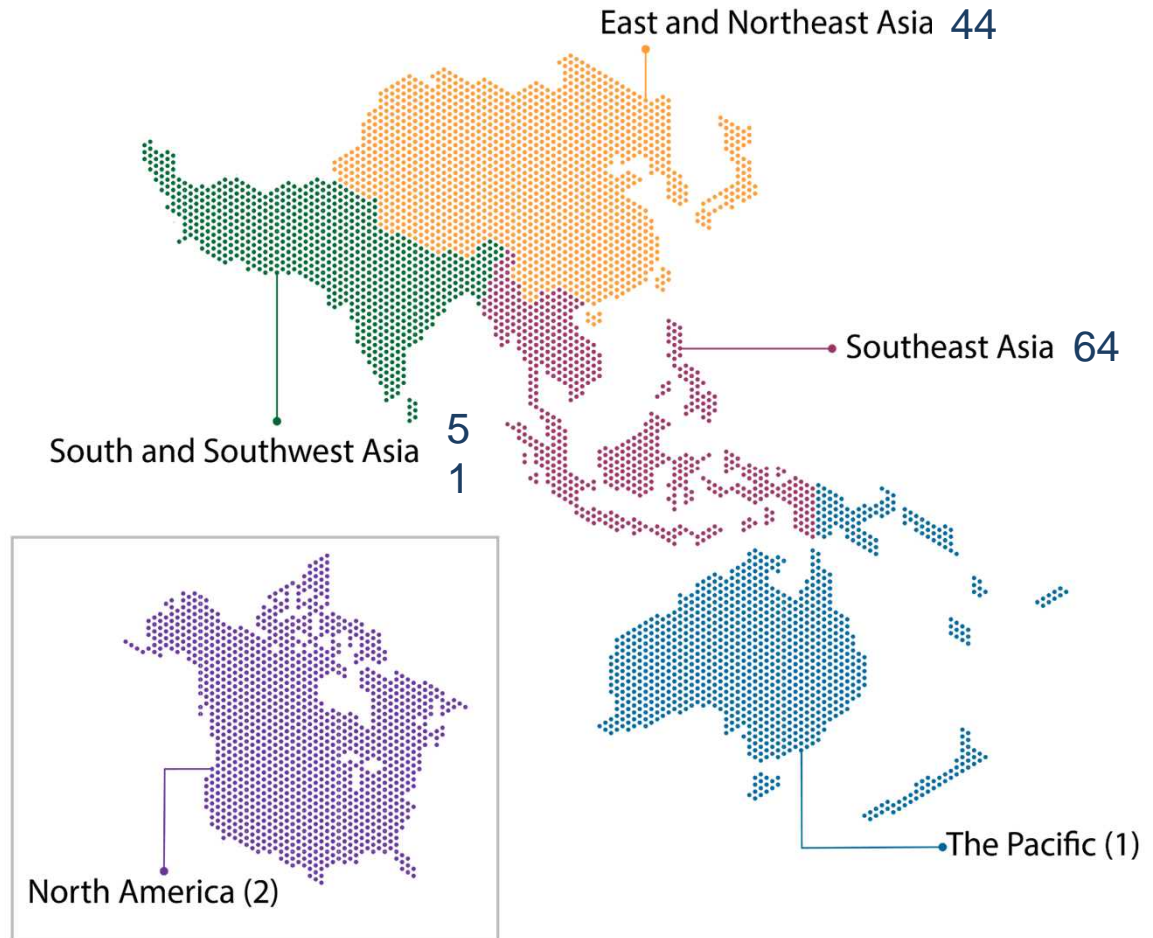 East and Northeast Asia 44
Southeast Asia 64
South and Southwest Asia 5
1
The Pacific (1)
North America (2)